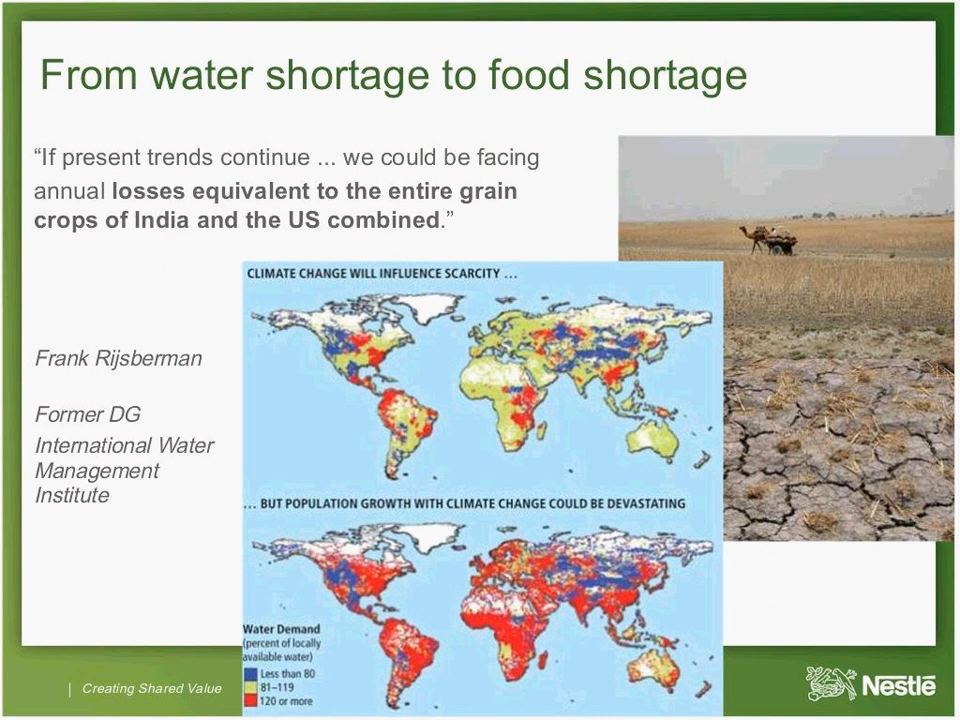 From water shortage to food shortage
“If present trends continue ... we could be facing
annual losses equivalent to the entire grain
crops of India and the US combined.”
Frank Rijsberman
Former DG
International Water
Management
Institute
CLIMATE CHANGE WILL INFLUENCE SCARCITY ...
... BUT POPULATION GROWTH WITH CLIMATE CHANGE COULD BE DEVASTATING
Water Demand
(percent of locally
available water)
Less than 80
81–119
120 or more
| Creating Shared Value
Nestlé